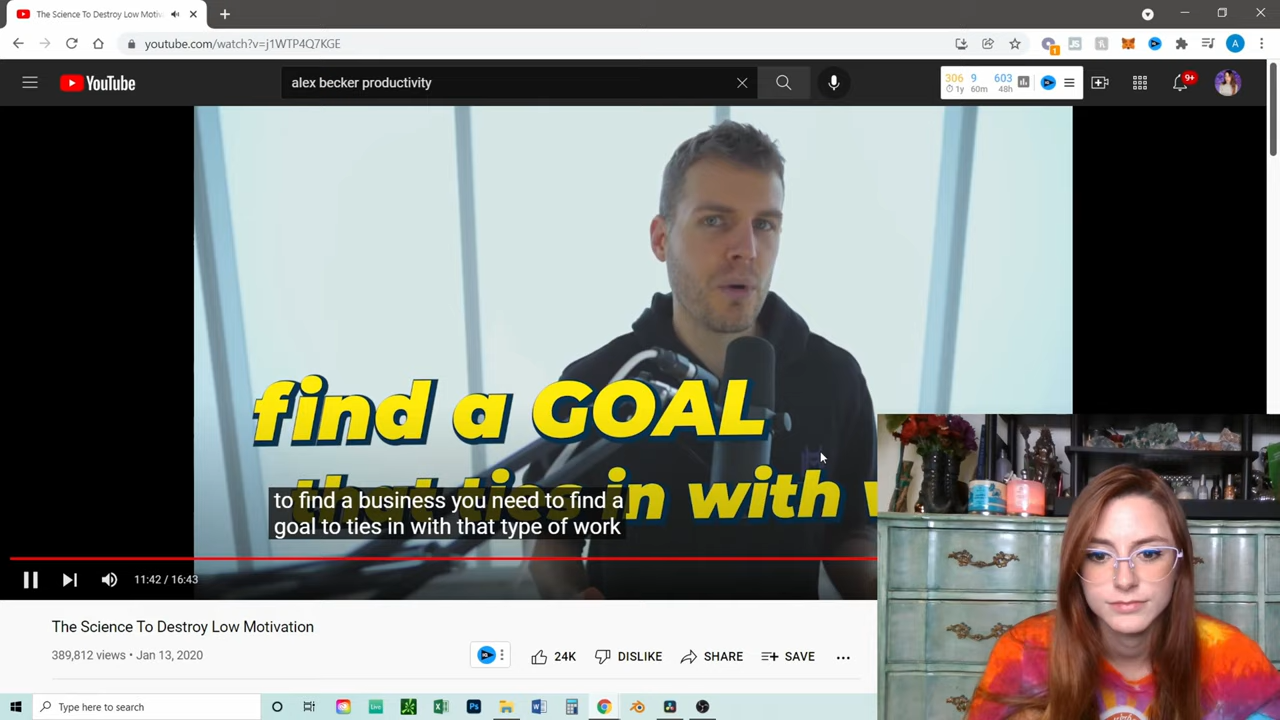 The Science To Destroy Low Motiv
youtube.com/watch?v=j1WTP4Q7KGE
1
A
YouTube
alex becker productivity
306 9 603
1y 60m 48h
9+
find a GOAL
in with
to find a business you need to find a
goal to ties in with that type of work
11:42 / 16:43
The Science To Destroy Low Motivation
389,812 views • Jan 13, 2020
24K DISLIKE SHARE SAVE
Type here to search